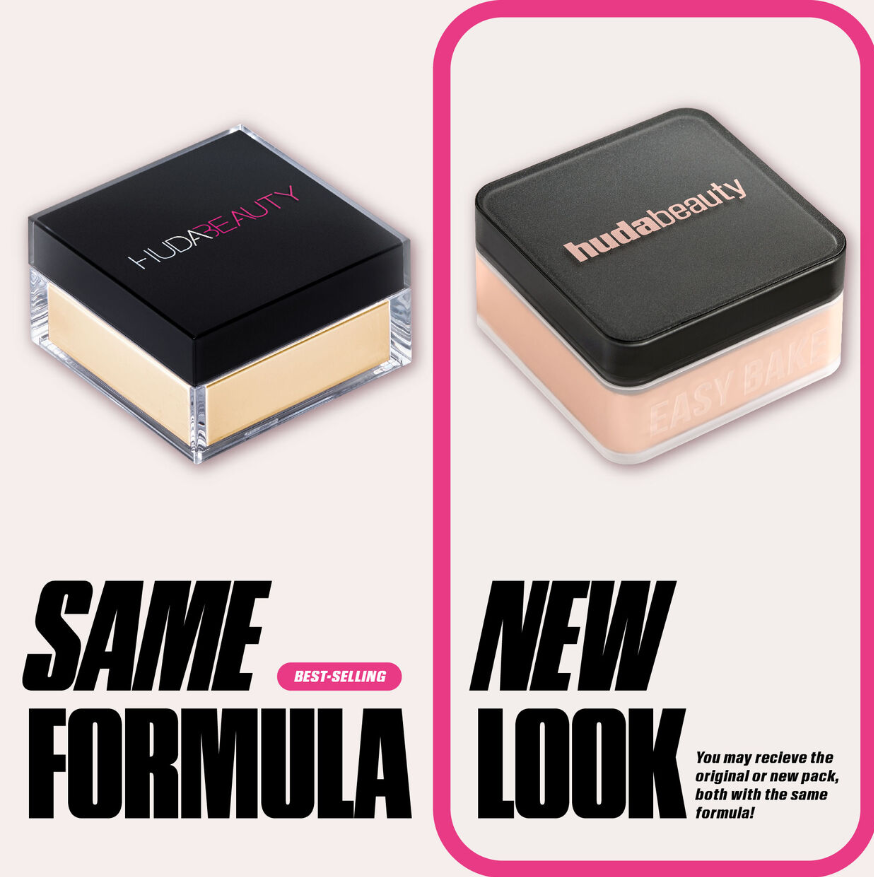 HUDABEAUTY
SAME
BEST-SELLING
FORMULA
hudabeauty
EASY BAKE
NEW
LOOK
You may recieve the
original or new pack,
both with the same
formula!